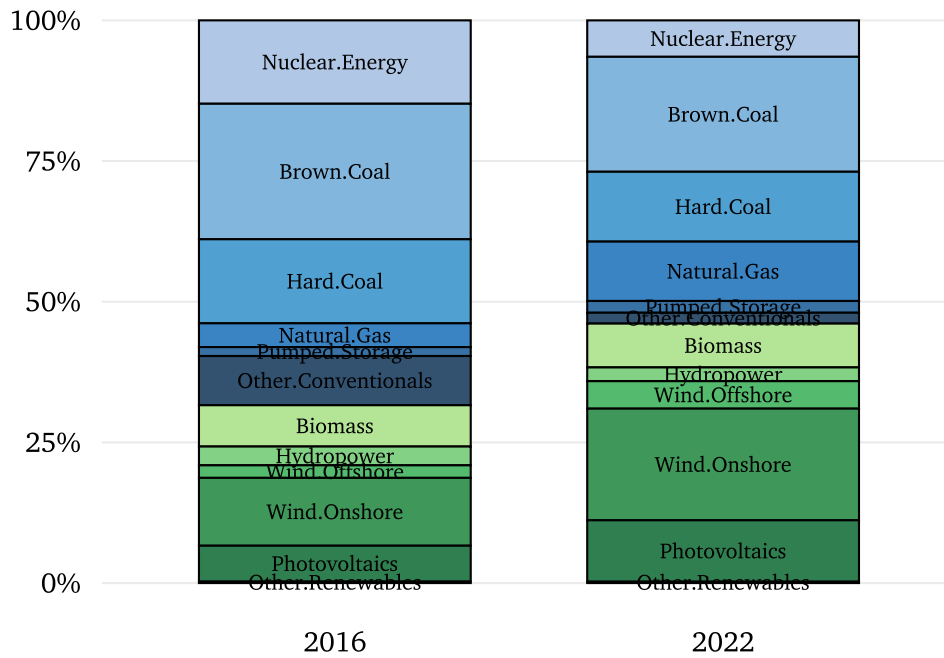 100%
75%
50%
25%
0%
Nuclear.Energy
Brown.Coal
Hard.Coal
Natural.Gas
Pumped.Storage
Other.Conventionals
Biomass
Hydropower
Wind.Offshore
Wind.Onshore
Photovoltaics
Other.Renewables
Nuclear.Energy
Brown.Coal
Hard.Coal
Natural.Gas
Pumped.Storage
Other.Conventionals
Biomass
Hydropower
Wind.Offshore
Wind.Onshore
Photovoltaics
Other.Renewables
2016
2022